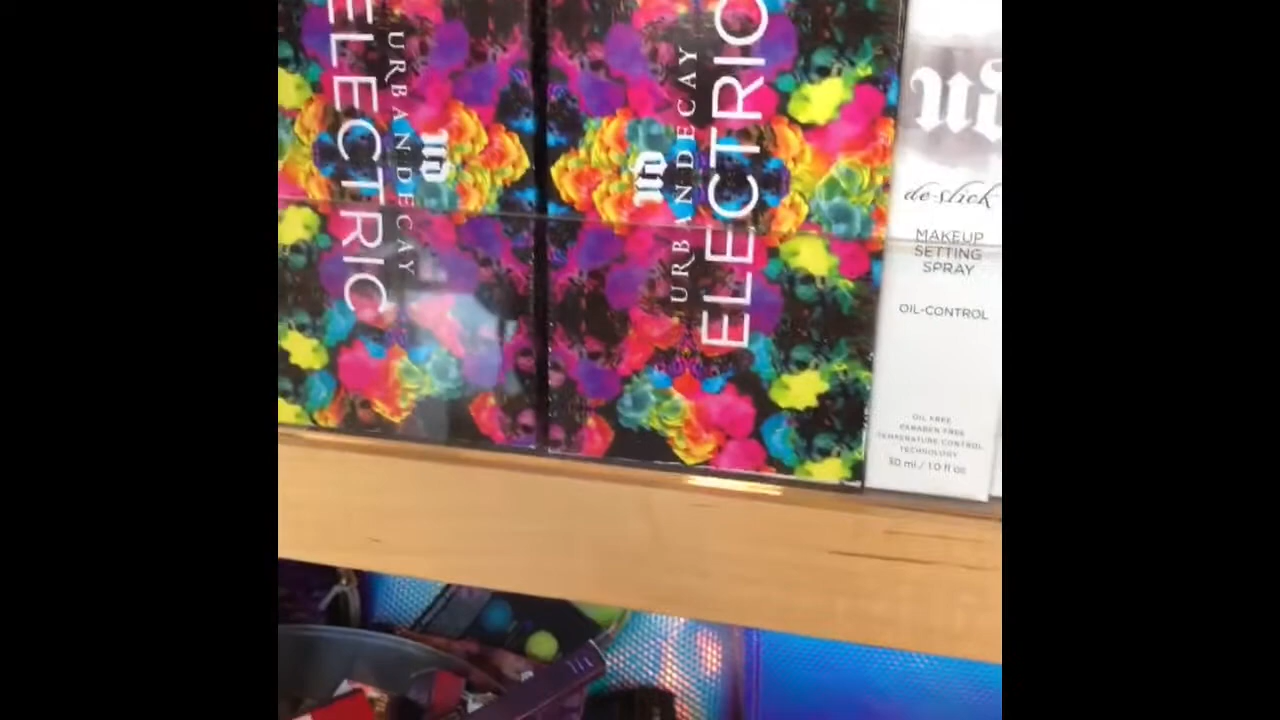 ELECTRIC
URBAN DECAY
UD
ELECTRIC
URBAN DECAY
UD
UD
de-slick
MAKEUP
SETTING
SPRAY
OIL-CONTROL
OIL FREE
PARABEN FREE
TEMPERATURE CONTROL
TECHNOLOGY
30 ml / 1.0 fl oz